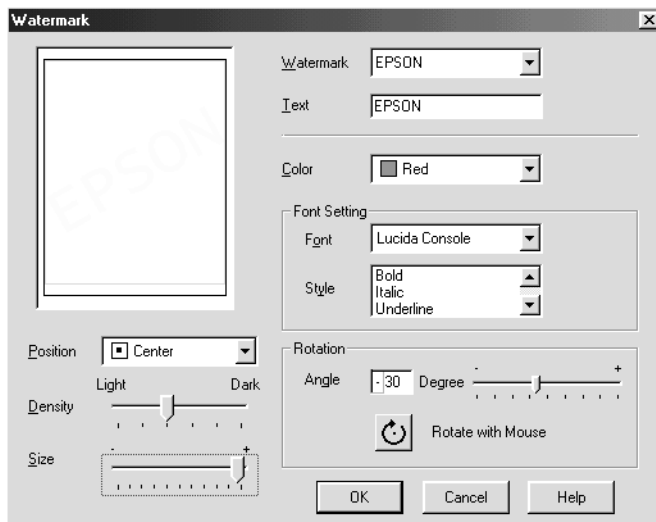 Watermark
EPSON
Watermark EPSON
Text EPSON
Color Red
Font Setting
Font Lucida Console
Style Bold
Italic
Underline
Position Center
Light Dark
Density
Size - +
Rotation
Angle -30 Degree - +
Rotate with Mouse
OK Cancel Help